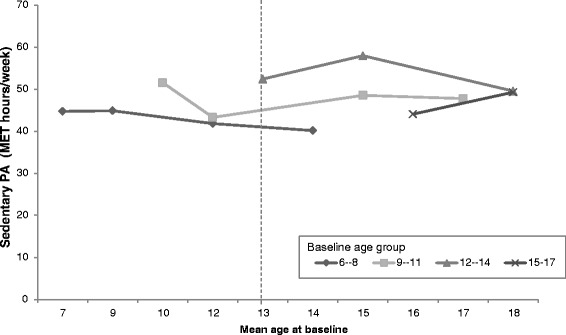 70
60
50
40
30
20
10
0
Sedentary PA (MET hours/week)
7 9 10 12 13 14 15 16 17 18
Mean age at baseline
Baseline age group
6--8 9--11 12--14 15-17